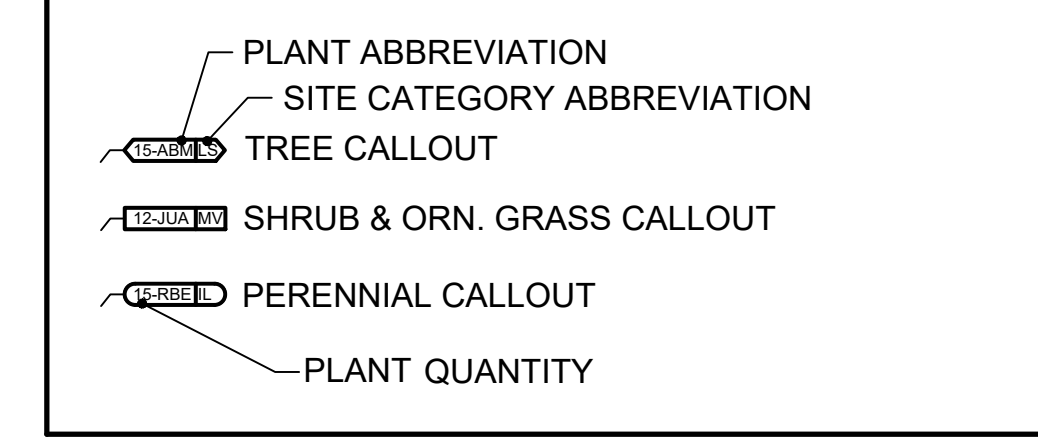 PLANT ABBREVIATION
SITE CATEGORY ABBREVIATION
15-ABM LS TREE CALLOUT
12-JUA MV SHRUB & ORN. GRASS CALLOUT
15-RBE IL PERENNIAL CALLOUT
PLANT QUANTITY